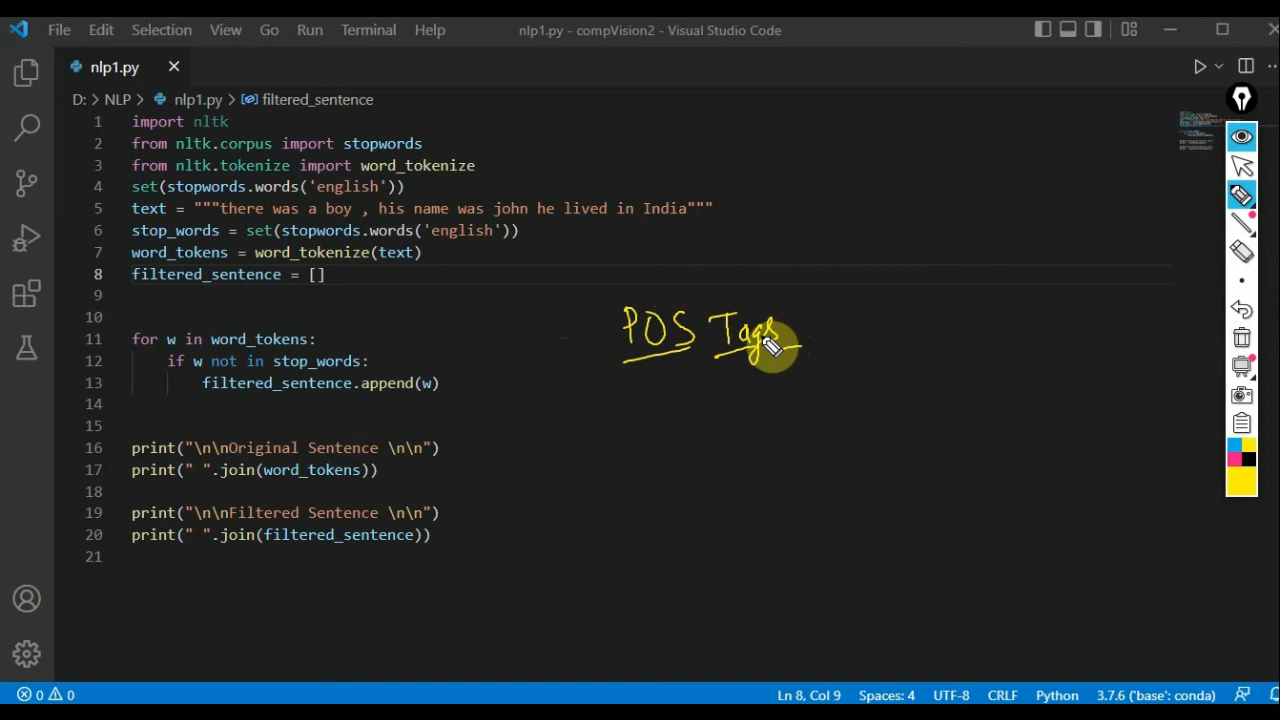 File Edit Selection View Go Run Terminal Help nlp1.py - compVision2 - Visual Studio Code
nlp1.py
D: > NLP > nlp1.py > filtered_sentence
1 import nltk
2 from nltk.corpus import stopwords
3 from nltk.tokenize import word_tokenize
4 set(stopwords.words('english'))
5 text = """there was a boy , his name was john he lived in India"""
6 stop_words = set(stopwords.words('english'))
7 word_tokens = word_tokenize(text)
8 filtered_sentence = []
9
10
POS Tags
11 for w in word_tokens:
12 if w not in stop_words:
13 filtered_sentence.append(w)
14
15
16 print("\n\nOriginal Sentence \n\n")
17 print(" ".join(word_tokens))
18
19 print("\n\nFiltered Sentence \n\n")
20 print(" ".join(filtered_sentence))
21
0 0 Ln 8, Col 9 Spaces: 4 UTF-8 CRLF Python 3.7.6 ('base': conda)